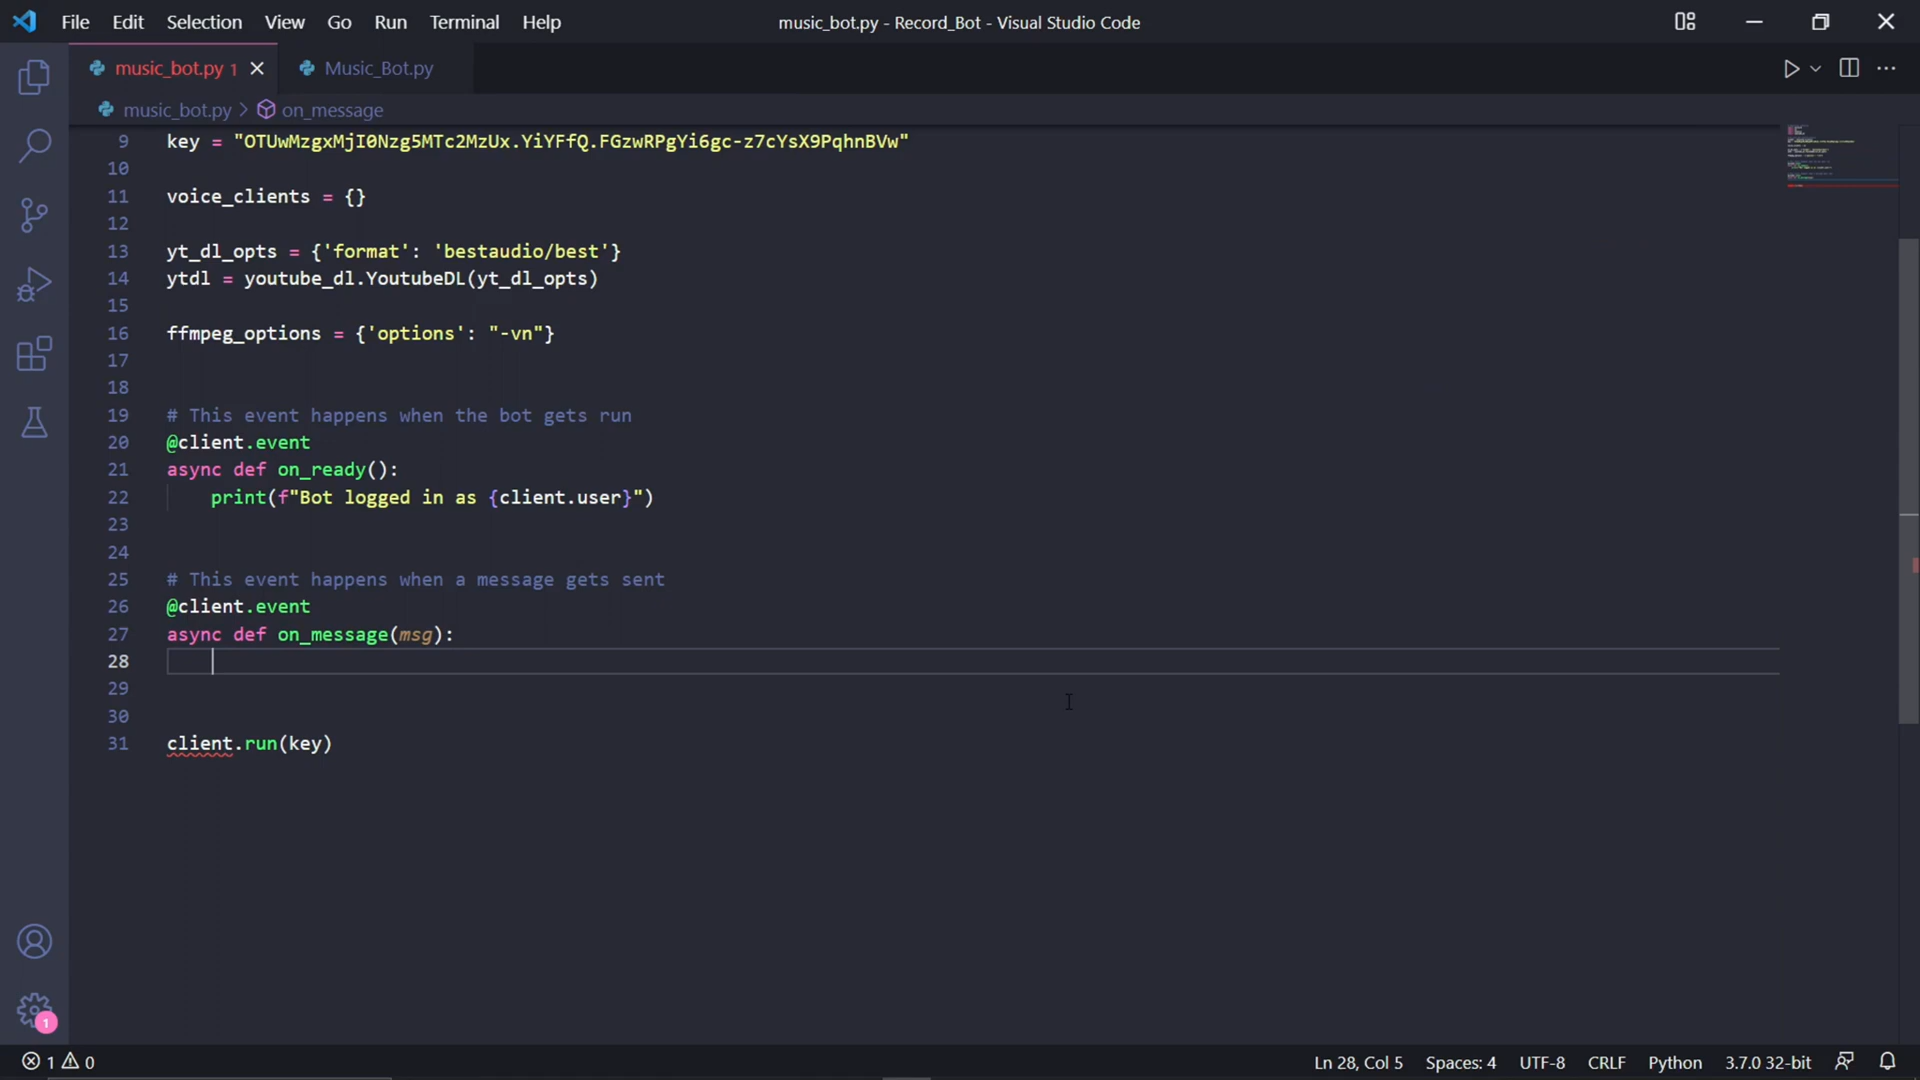 File Edit Selection View Go Run Terminal Help music_bot.py - Record_Bot - Visual Studio Code
music_bot.py 1 Music_Bot.py
music_bot.py > on_message
9 key = "OTUwMzgxMjI0Nzg5MTc2MzUx.YiYFfQ.FGzwRPgYi6gc-z7cYsX9PqhnBVw"
10
11 voice_clients = {}
12
13 yt_dl_opts = {'format': 'bestaudio/best'}
14 ytdl = youtube_dl.YoutubeDL(yt_dl_opts)
15
16 ffmpeg_options = {'options': "-vn"}
17
18
19 # This event happens when the bot gets run
20 @client.event
21 async def on_ready():
22 print(f"Bot logged in as {client.user}")
23
24
25 # This event happens when a message gets sent
26 @client.event
27 async def on_message(msg):
28
29
30
31 client.run(key)
1
1 0 Ln 28, Col 5 Spaces: 4 UTF-8 CRLF Python 3.7.0 32-bit